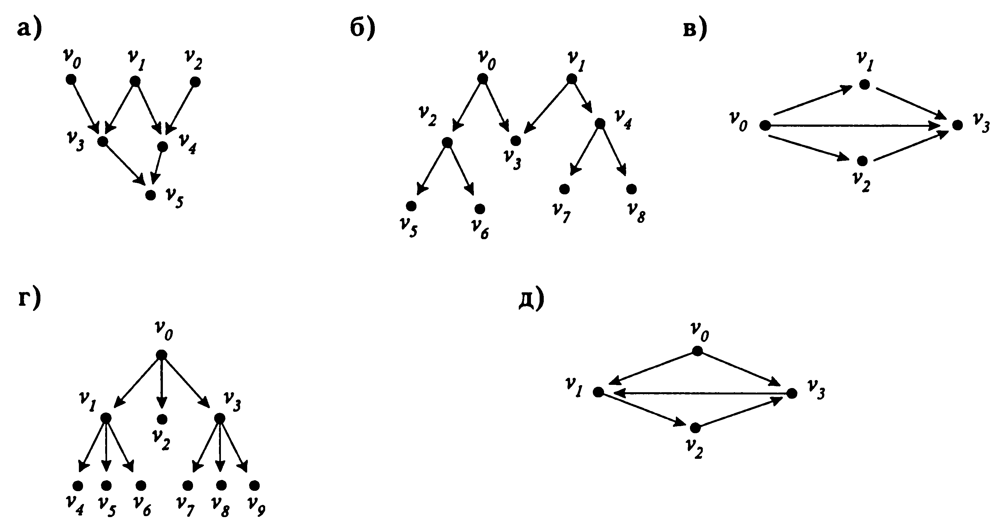 а)
v0 v1 v2
v3 v4
v5
б)
v0 v1
v2 v4
v3
v7 v8
v5 v6
в)
v1
v0 v3
v2
г)
v0
v1 v3
v2
v4 v5 v6 v7 v8 v9
д)
v0
v1 v3
v2